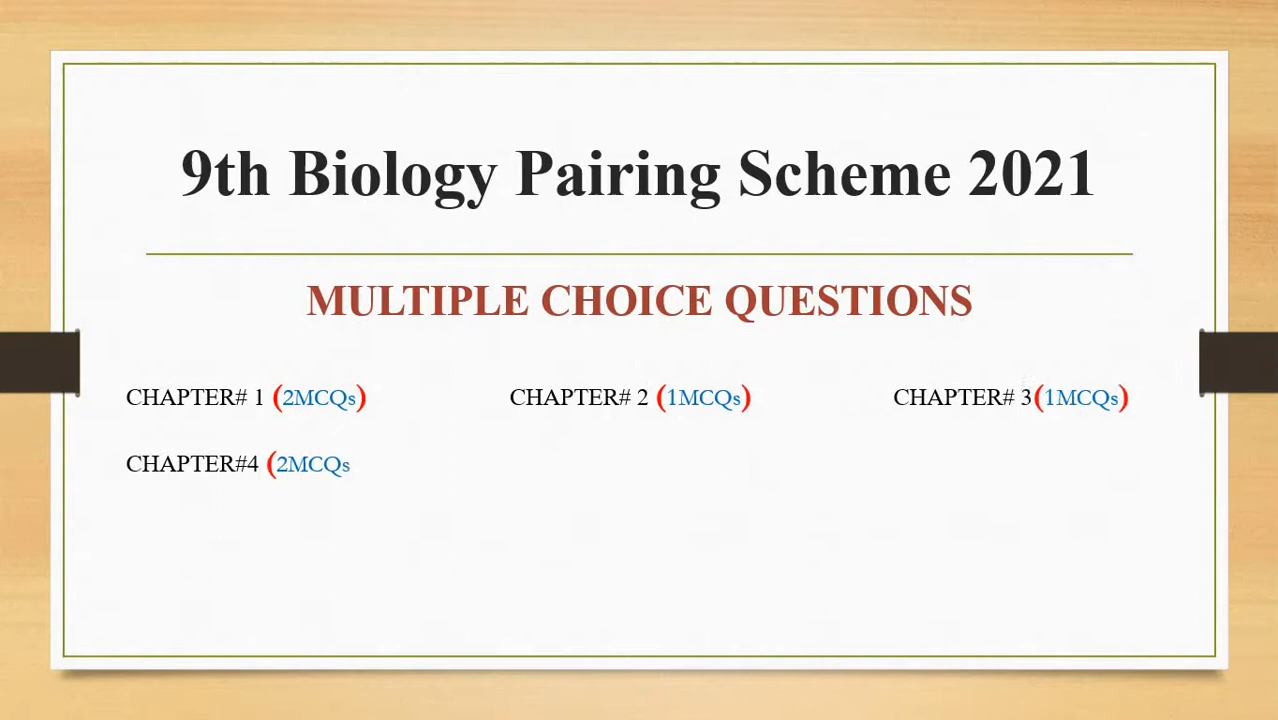 9th Biology Pairing Scheme 2021
MULTIPLE CHOICE QUESTIONS
CHAPTER# 1 (2MCQs) CHAPTER# 2 (1MCQs) CHAPTER# 3(1MCQs)
CHAPTER#4 (2MCQs